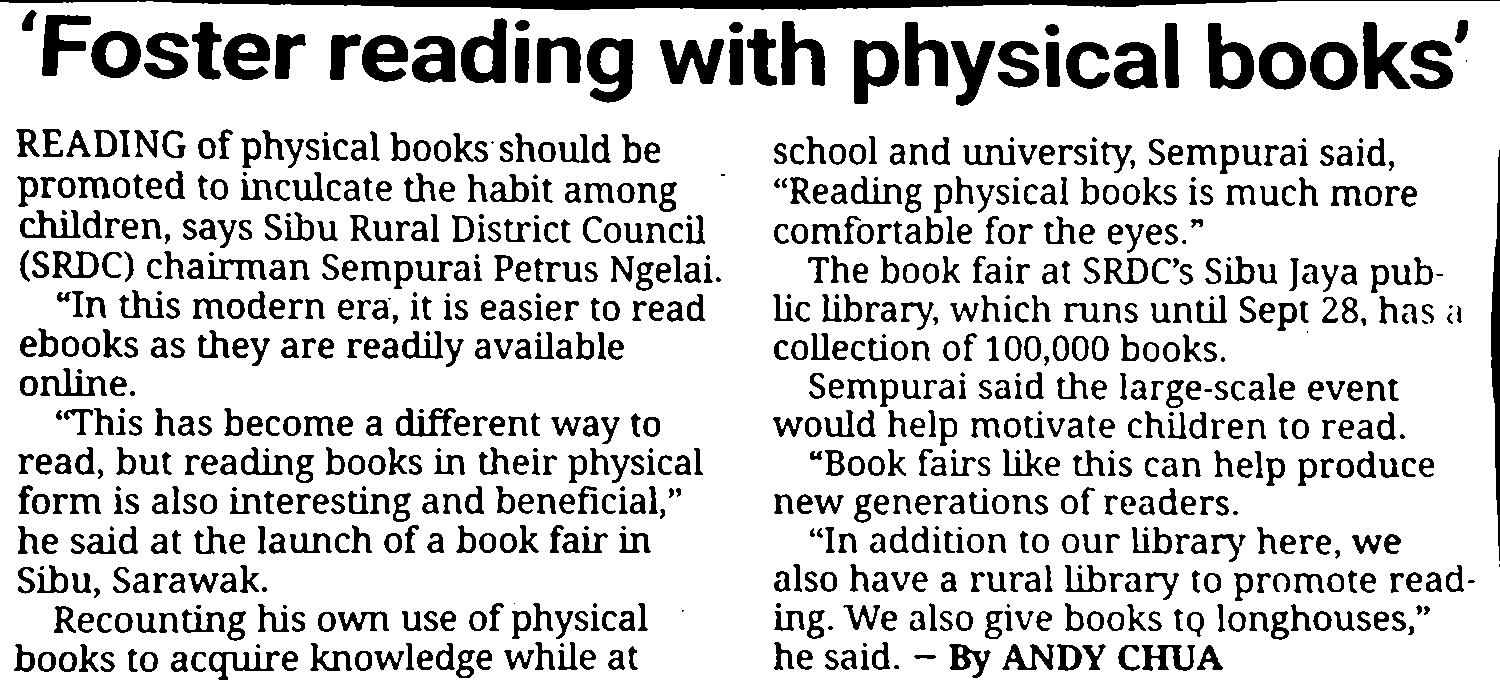 'Foster reading with physical books'
READING of physical books should be
promoted to inculcate the habit among
children, says Sibu Rural District Council
(SRDC) chairman Sempurai Petrus Ngelai.
"In this modern era, it is easier to read
ebooks as they are readily available
online.
"This has become a different way to
read, but reading books in their physical
form is also interesting and beneficial,"
he said at the launch of a book fair in
Sibu, Sarawak.
Recounting his own use of physical
books to acquire knowledge while at
school and university, Sempurai said,
"Reading physical books is much more
comfortable for the eyes."
The book fair at SRDC's Sibu Jaya pub-
lic library, which runs until Sept 28, has a
collection of 100,000 books.
Sempurai said the large-scale event
would help motivate children to read.
"Book fairs like this can help produce
new generations of readers.
"In addition to our library here, we
also have a rural library to promote read-
ing. We also give books to longhouses,"
he said. – By ANDY CHUA